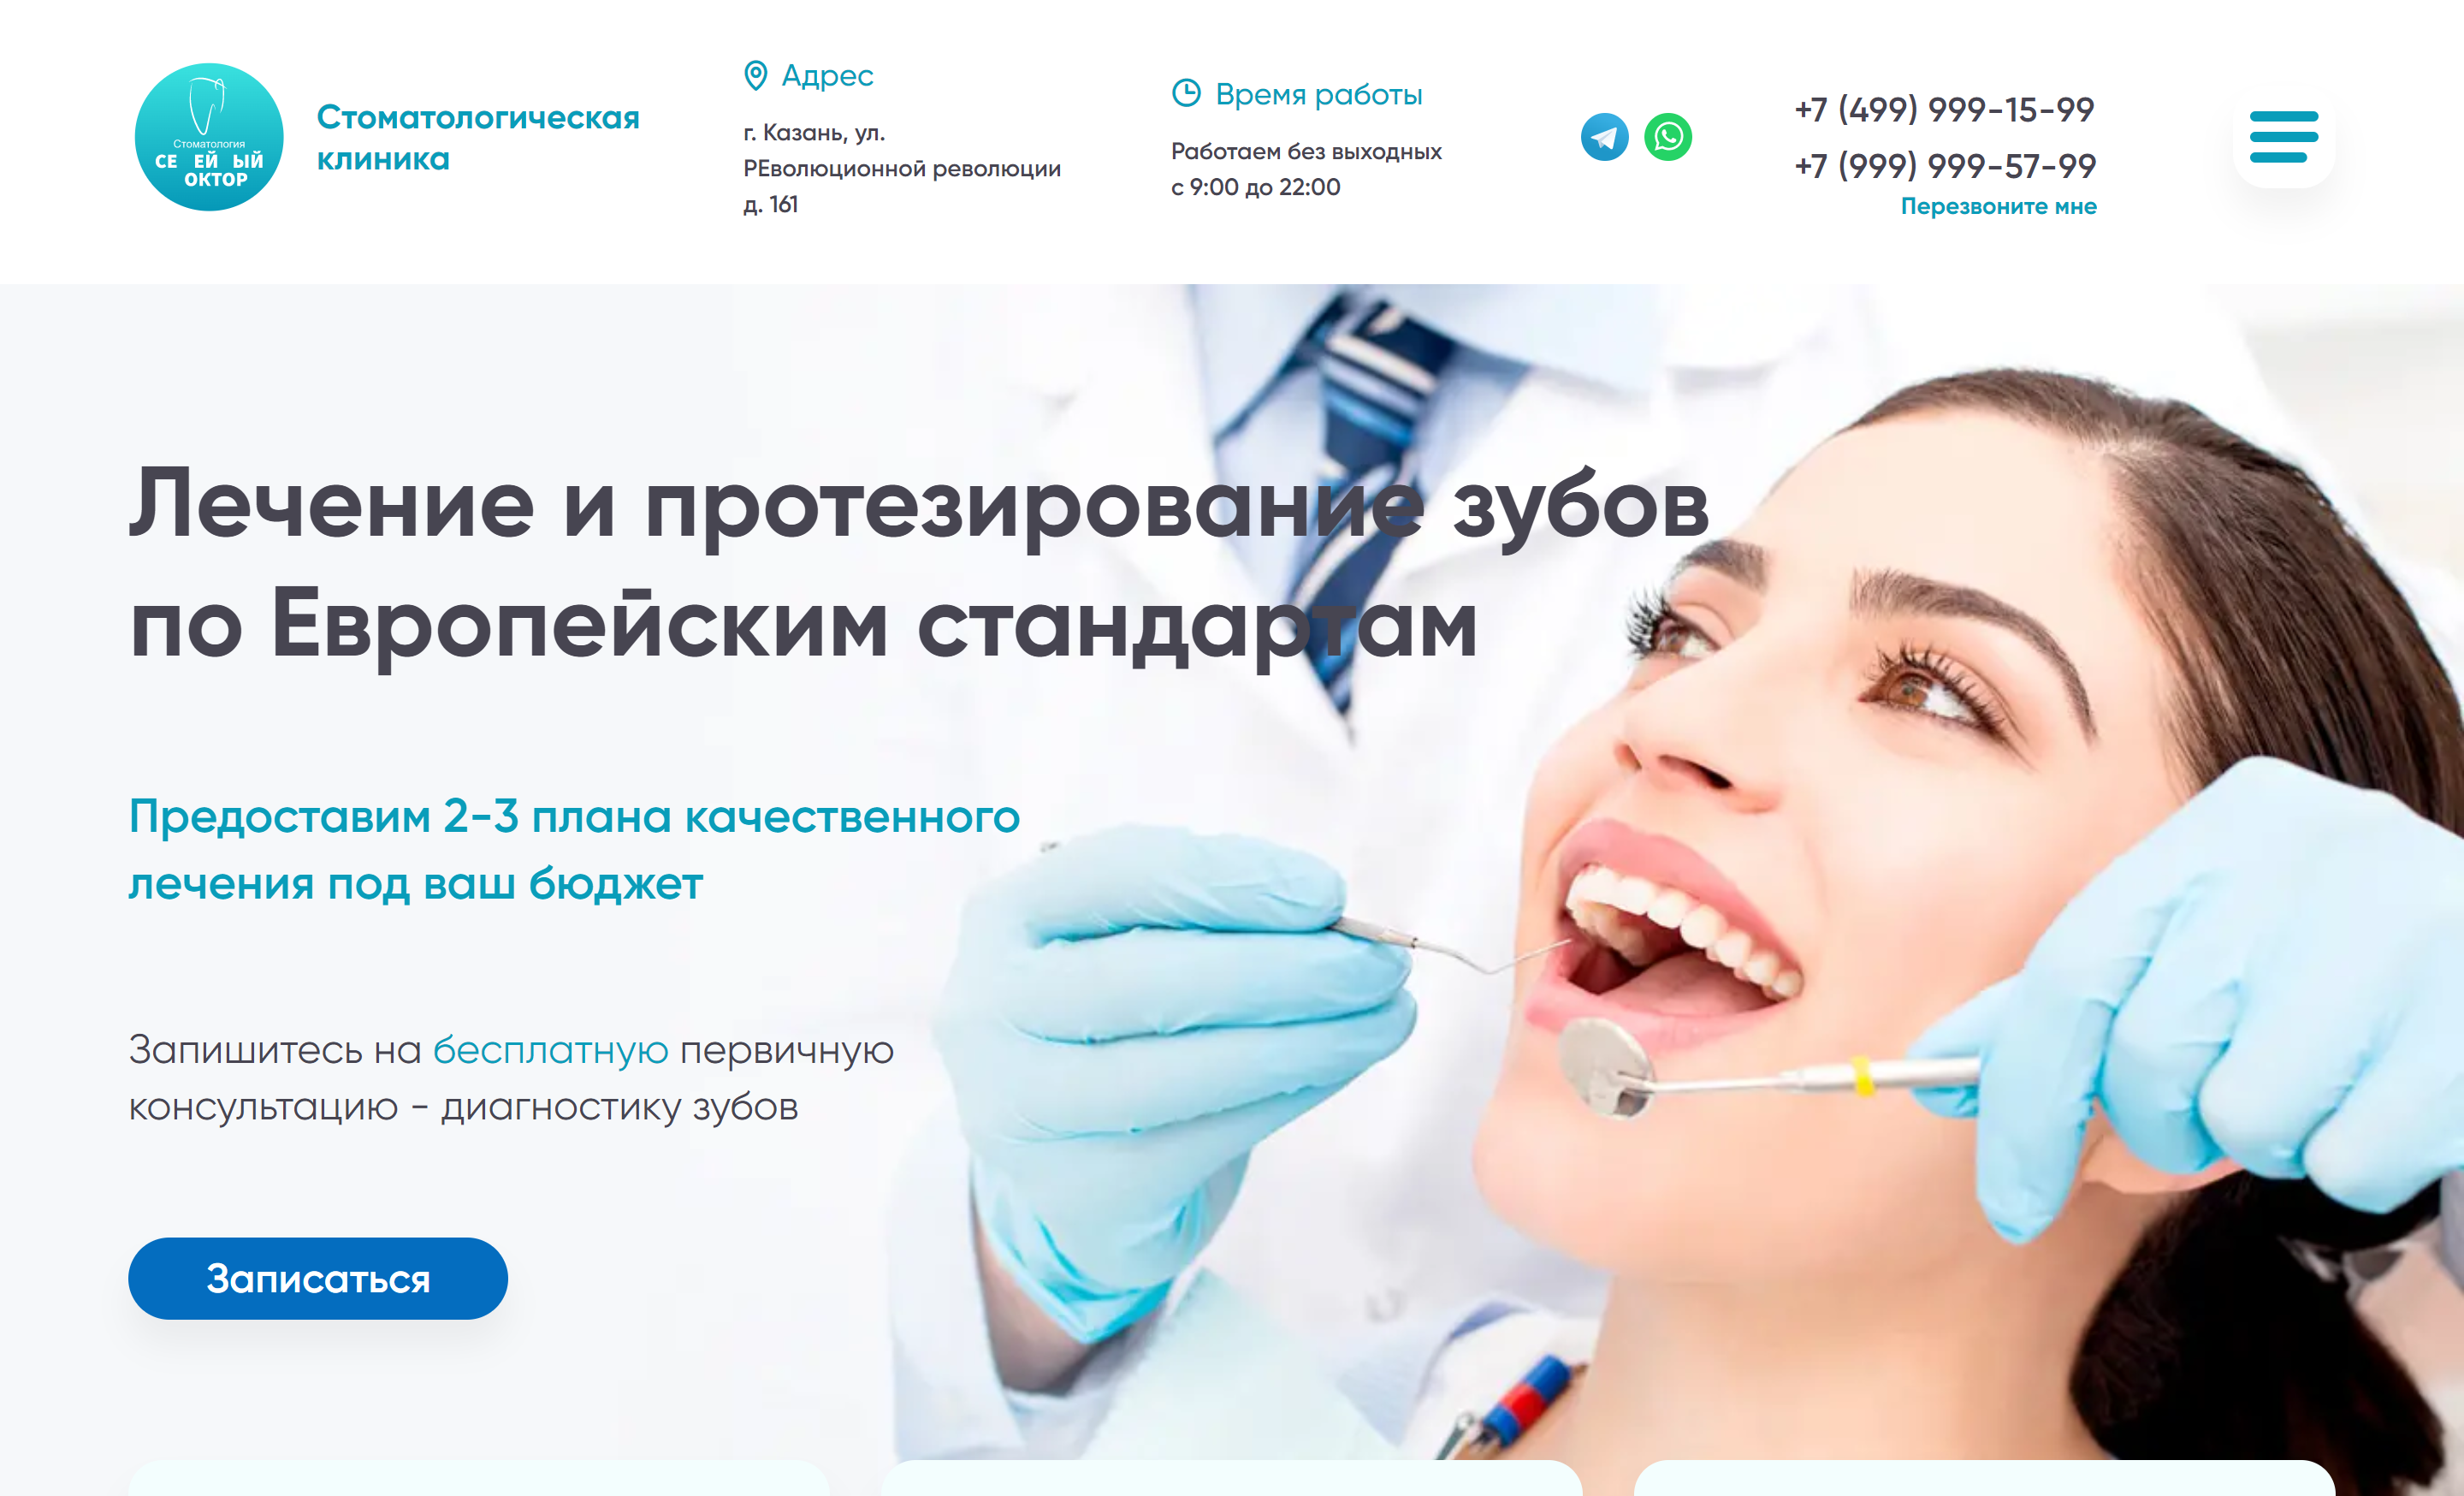 Стоматология
СЕ ЕЙ ЫЙ
ОКТОР
Стоматологическая
клиника
Адрес
г. Казань, ул.
РЕволюционной революции
д. 161
Время работы
Работаем без выходных
с 9:00 до 22:00
+7 (499) 999-15-99
+7 (999) 999-57-99
Перезвоните мне
Лечение и протезирование зубов
по Европейским стандартам
Предоставим 2-3 плана качественного
лечения под ваш бюджет
Запишитесь на бесплатную первичную
консультацию - диагностику зубов
Записаться